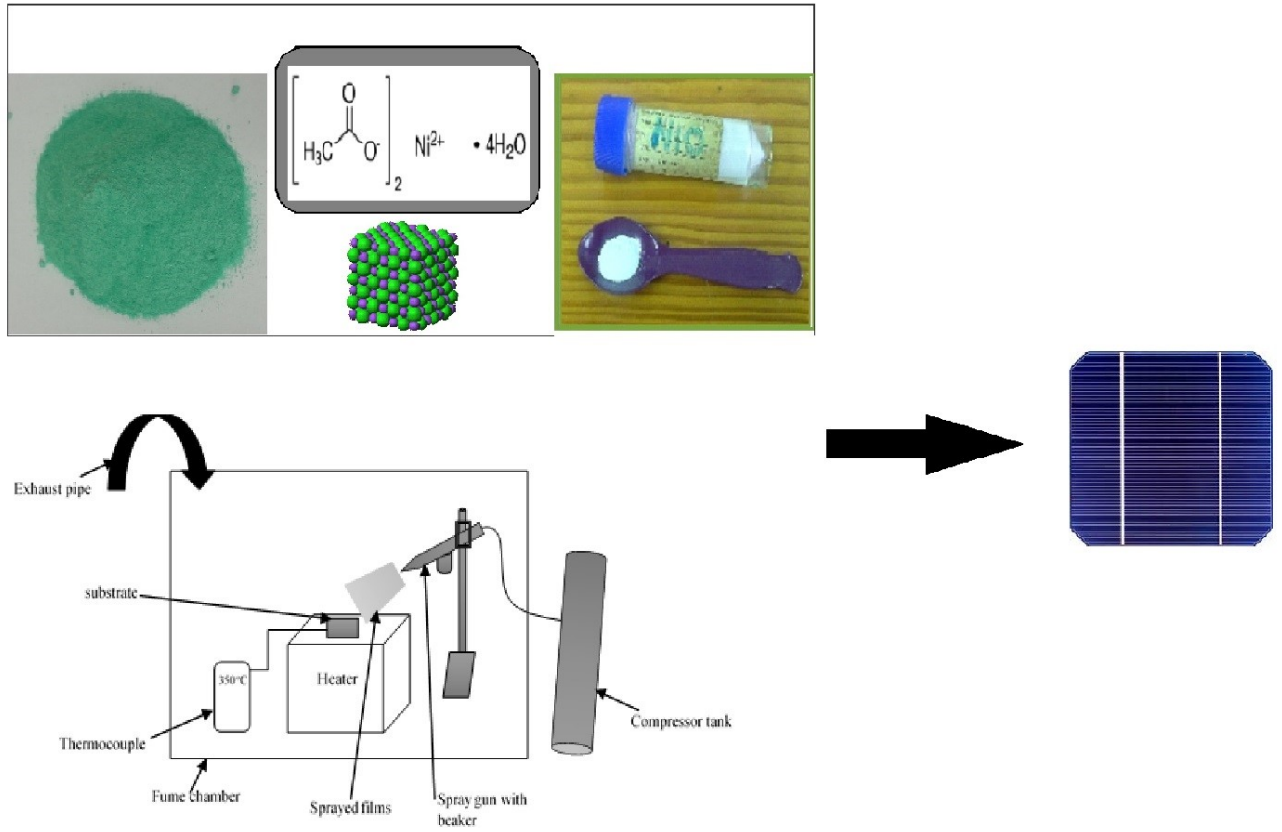 O
H₃C O⁻ 2 Ni²⁺ • 4H₂O
Exhaust pipe
substrate
350°C
Heater
Thermocouple
Compressor tank
Fume chamber
Sprayed films
Spray gun with
beaker